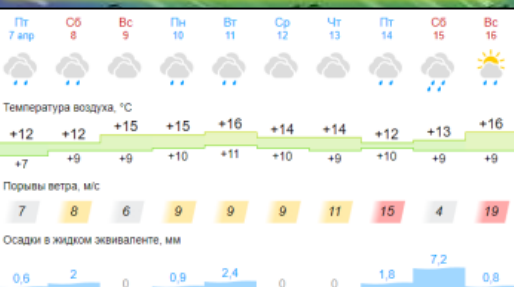 Пт Сб Вс Пн Вт Ср Чт Пт Сб Вс
7 апр 8 9 10 11 12 13 14 15 16
Температура воздуха, °C
+12 +12 +15 +15 +16 +14 +14 +12 +13 +16
+7 +9 +9 +10 +11 +10 +9 +10 +9 +9
Порывы ветра, м/с
7 8 6 9 9 9 11 15 4 19
Осадки в жидком эквиваленте, мм
0,6 2 0 0,9 2,4 0 0 1,8 7,2 0,8